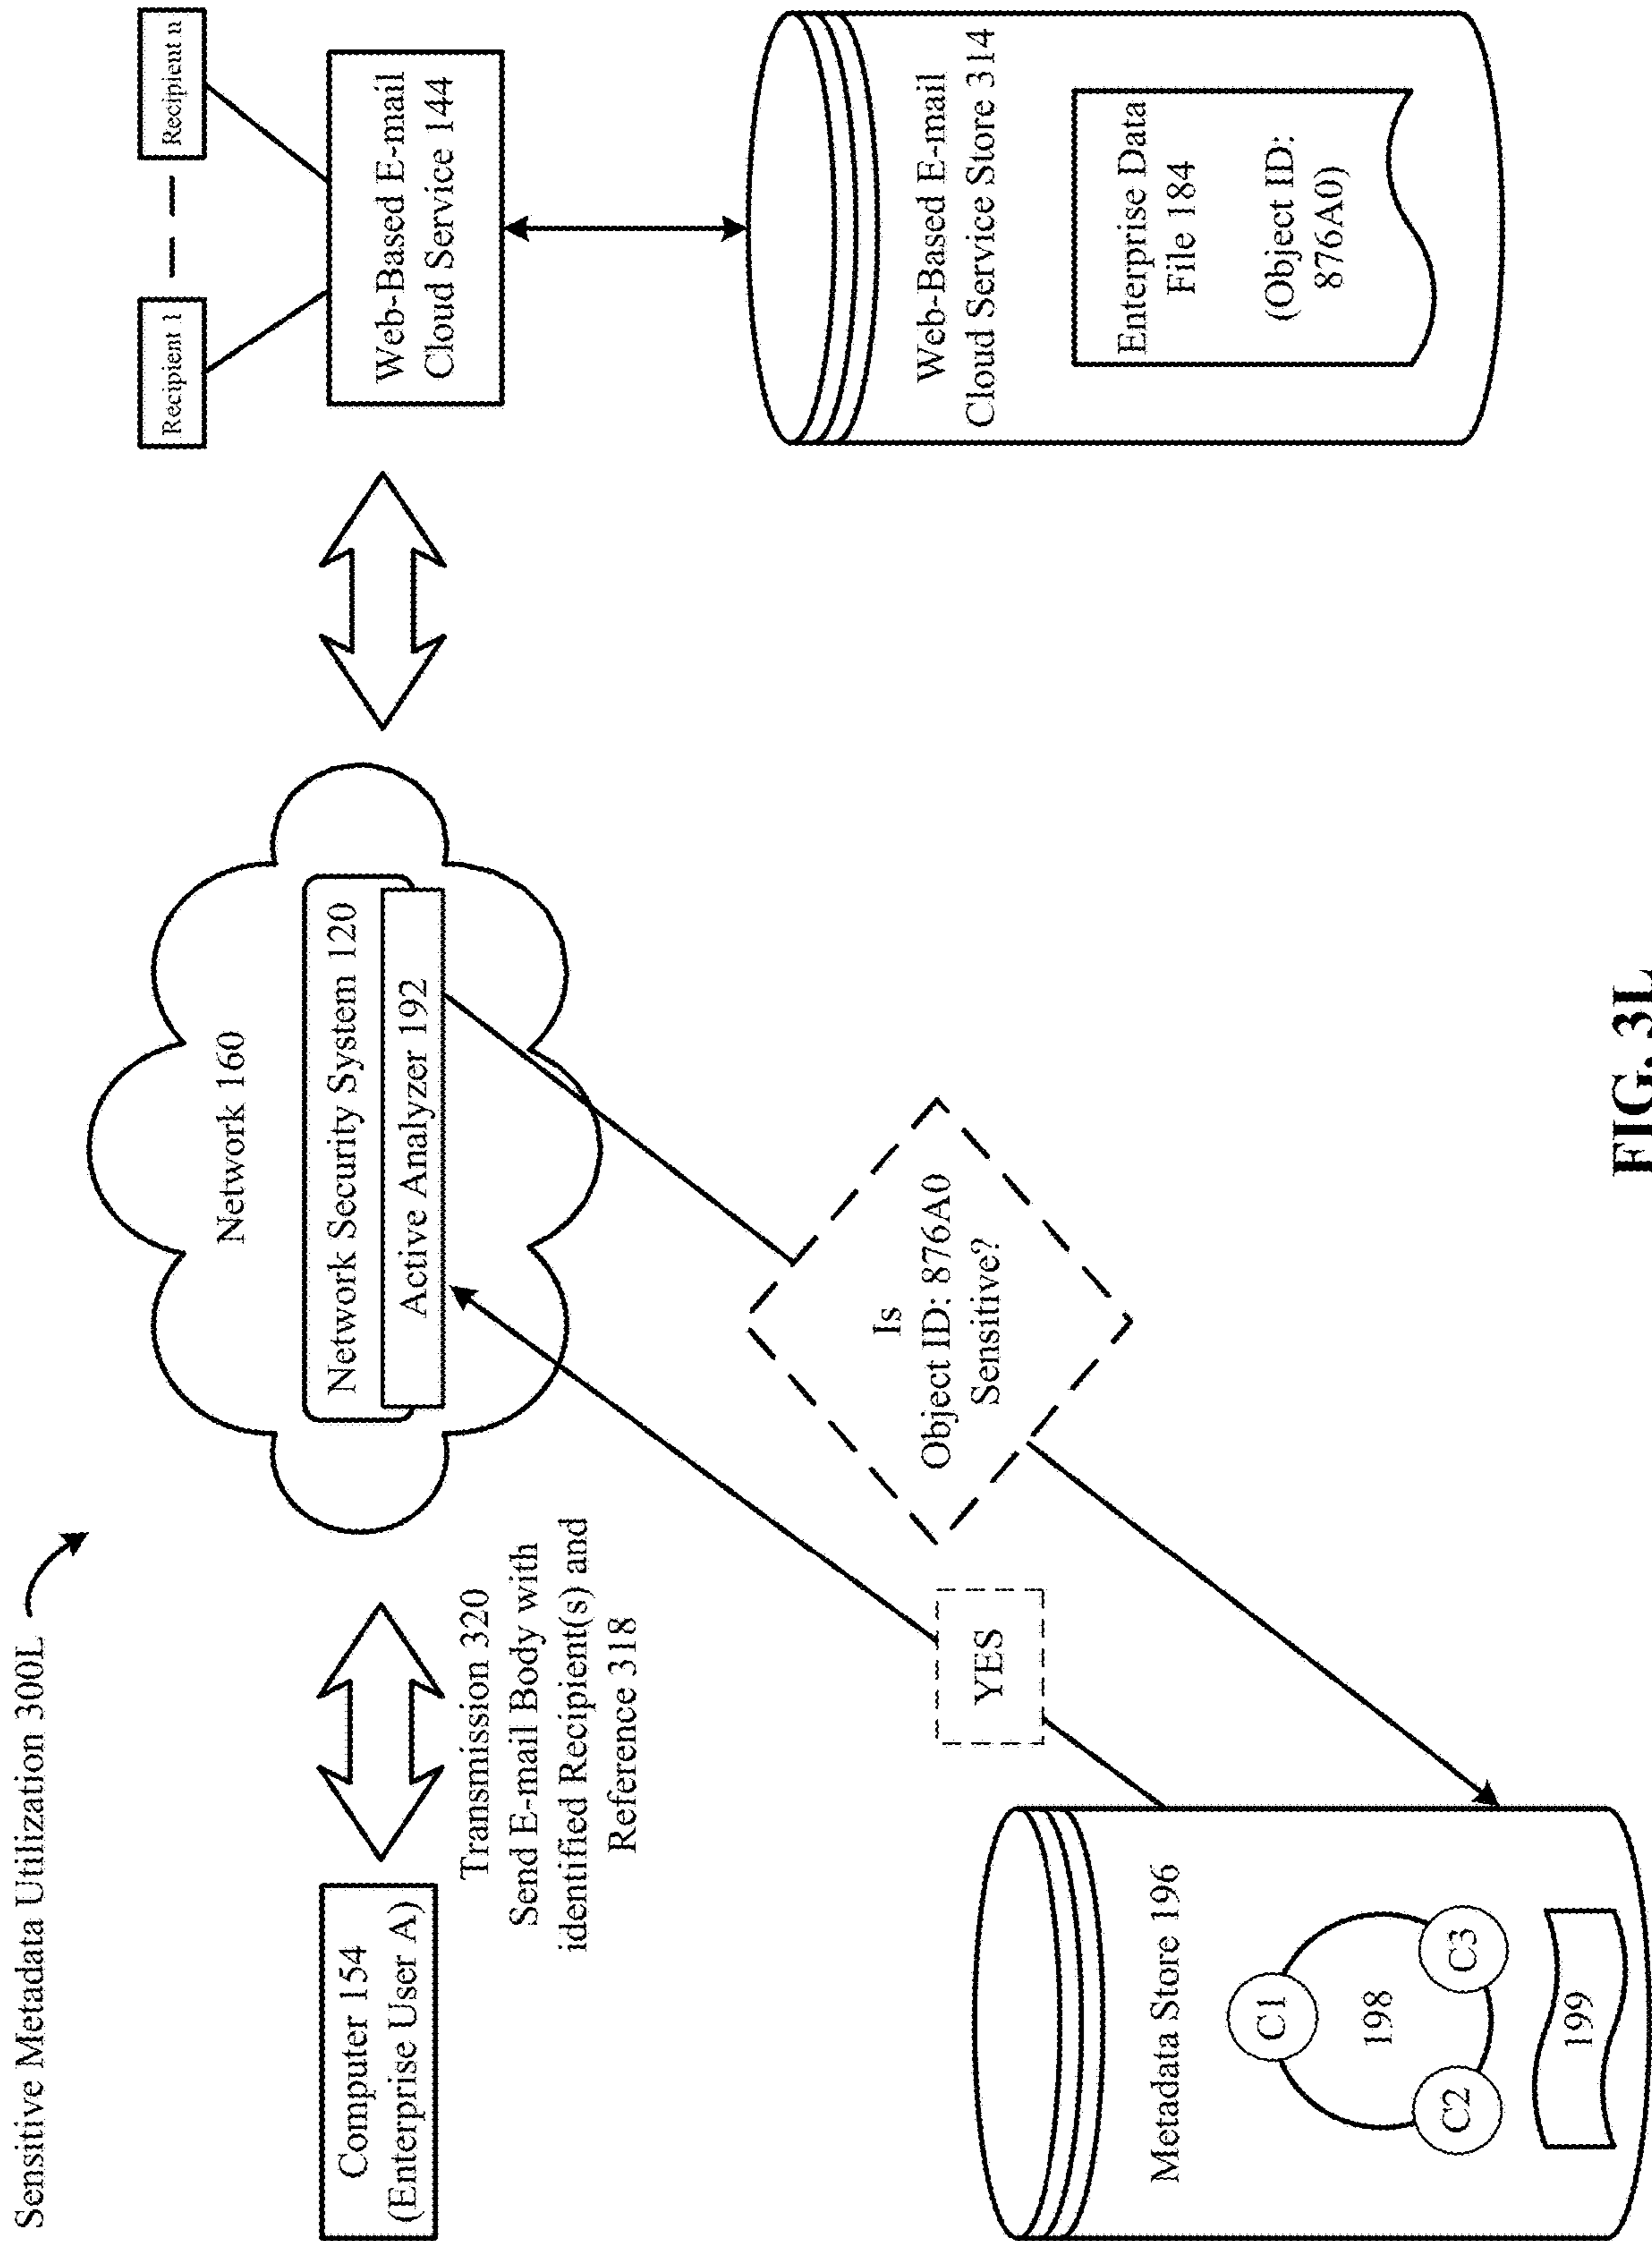 Sensitive Metadata Utilization 300L
Computer 154
(Enterprise User A)
Transmission 320
Send E-mail Body with
identified Recipient(s) and
Reference 318
Network 160
Network Security System 120
Active Analyzer 192
Recipient 1
Recipient n
Web-Based E-mail
Cloud Service 144
Web-Based E-mail
Cloud Service Store 314
Enterprise Data
File 184
(Object ID:
876A0)
Is
Object ID: 876A0
Sensitive?
YES
Metadata Store 196
C1
198
C2
C3
199
FIG. 3L